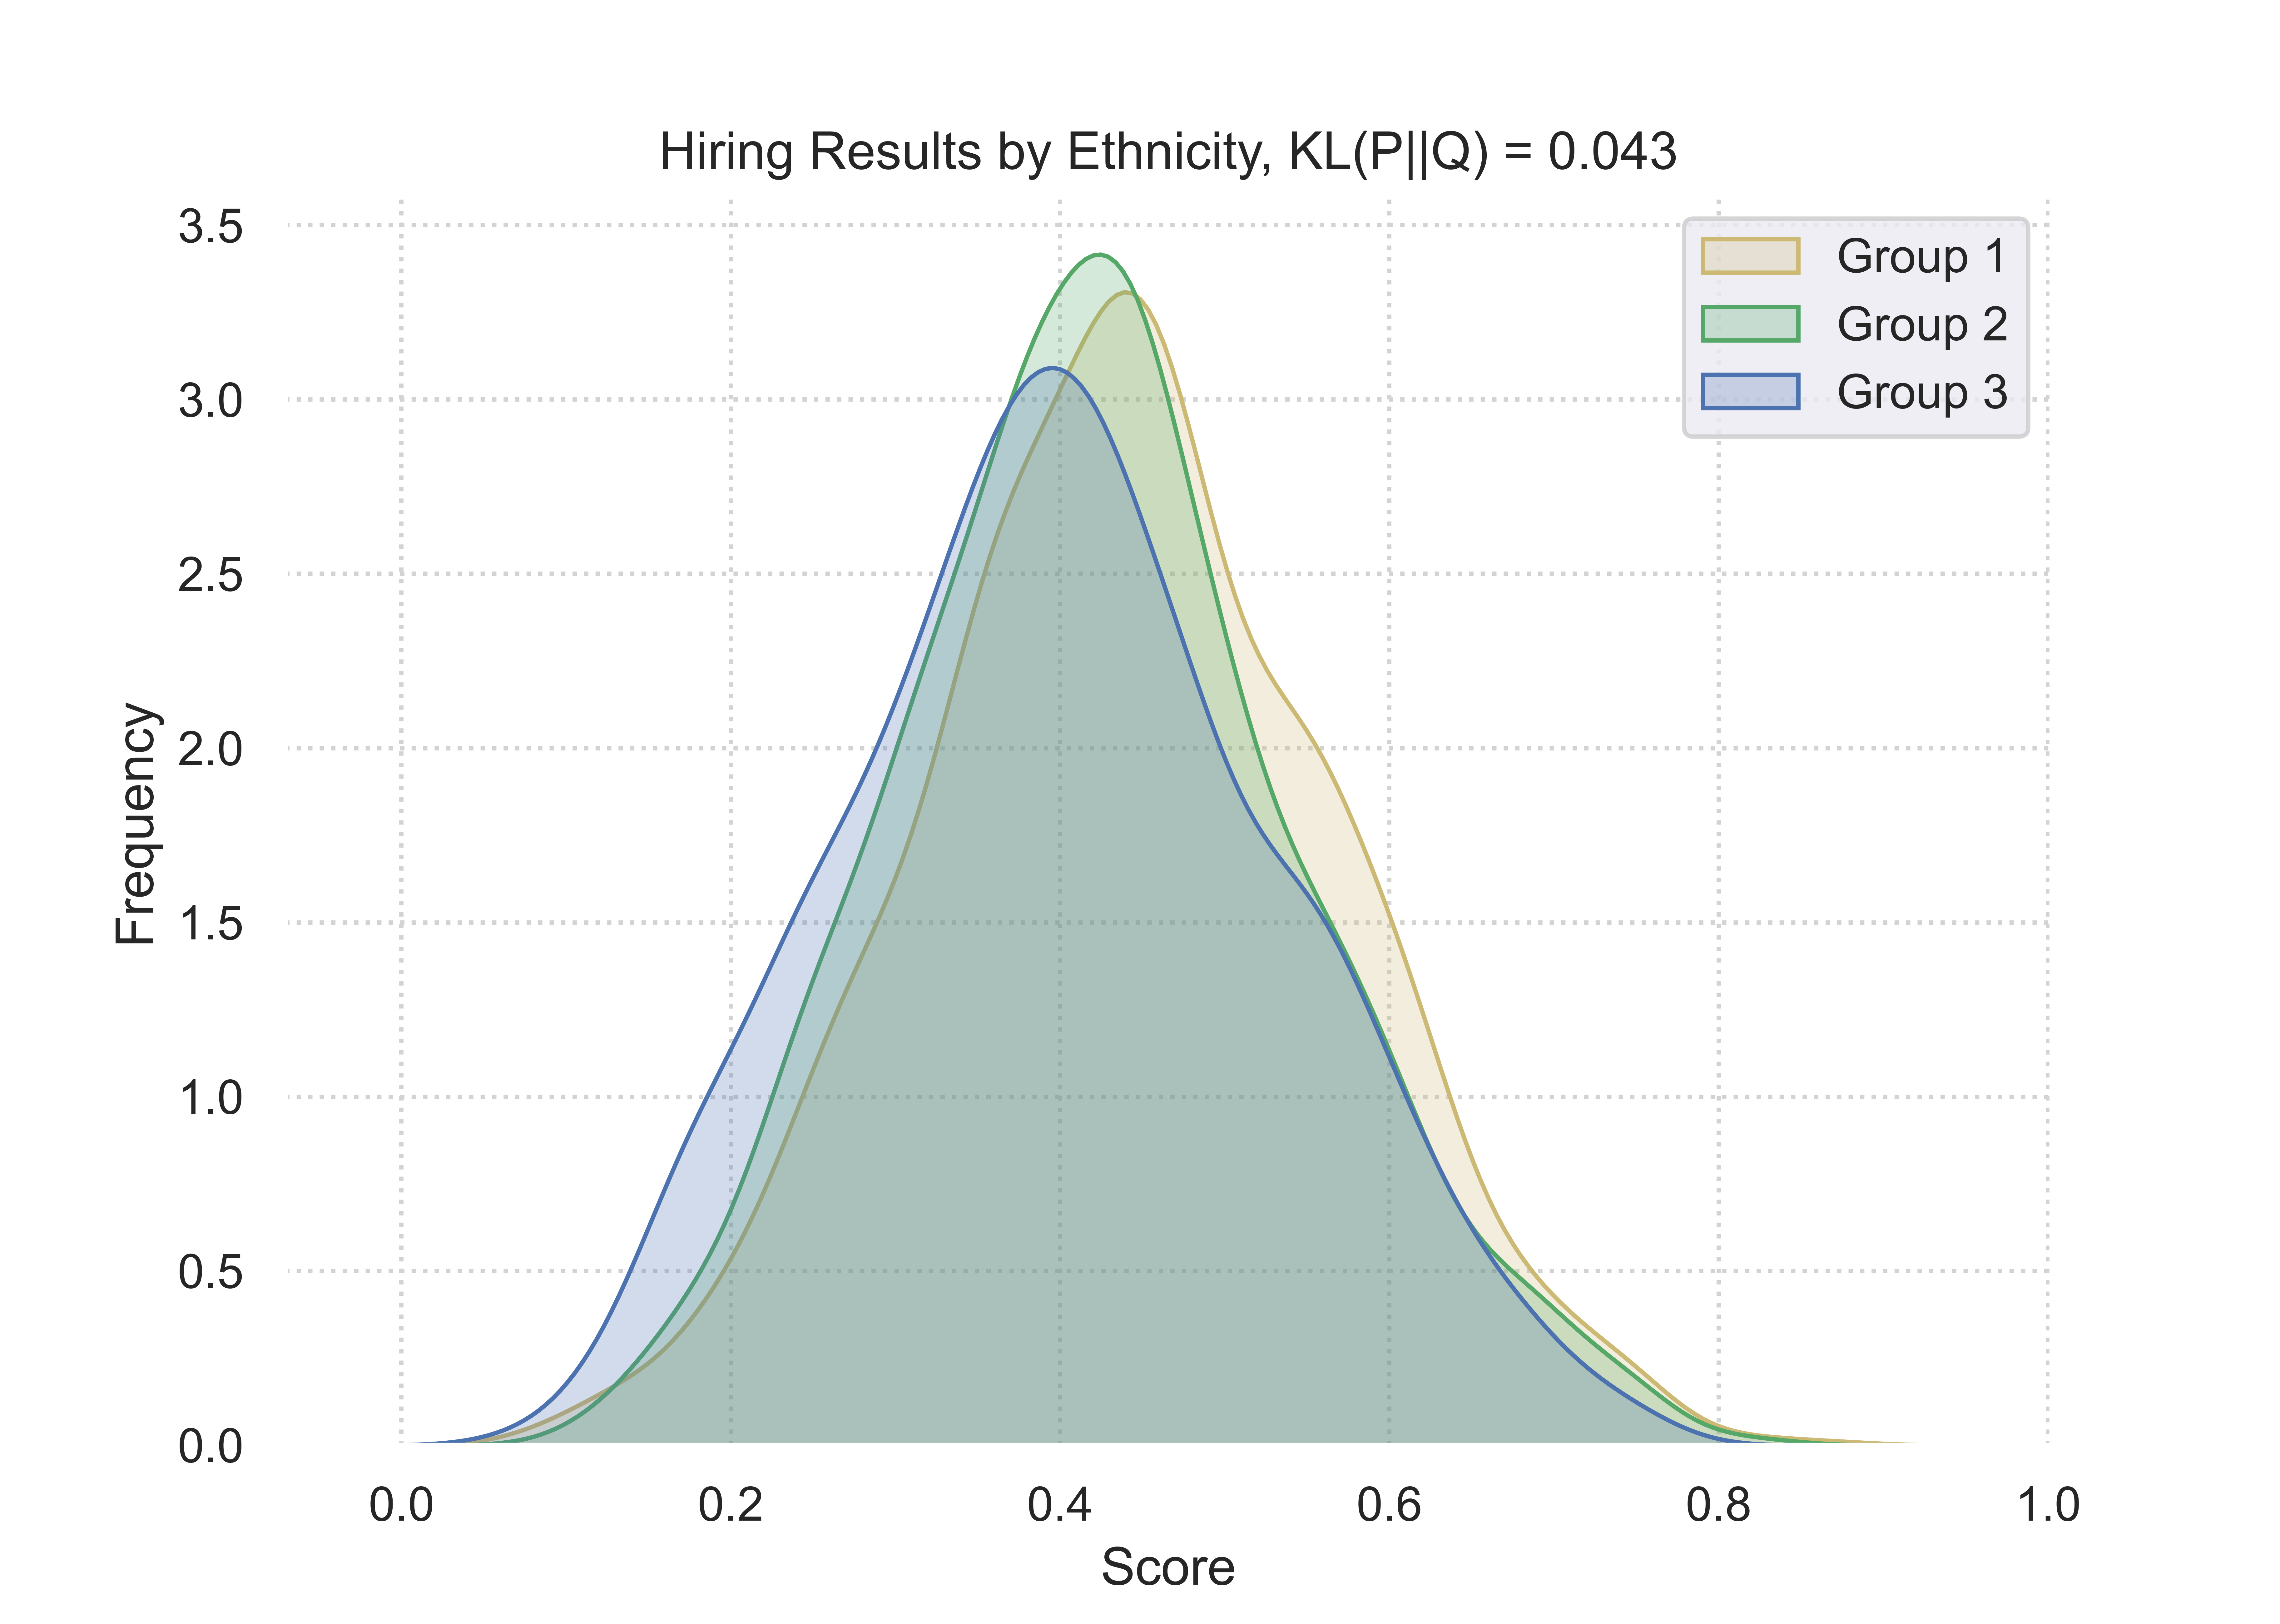 Hiring Results by Ethnicity, KL(P||Q) = 0.043
3.5
3.0
2.5
2.0
1.5
1.0
0.5
0.0
Frequency
Group 1
Group 2
Group 3
0.0 0.2 0.4 0.6 0.8 1.0
Score